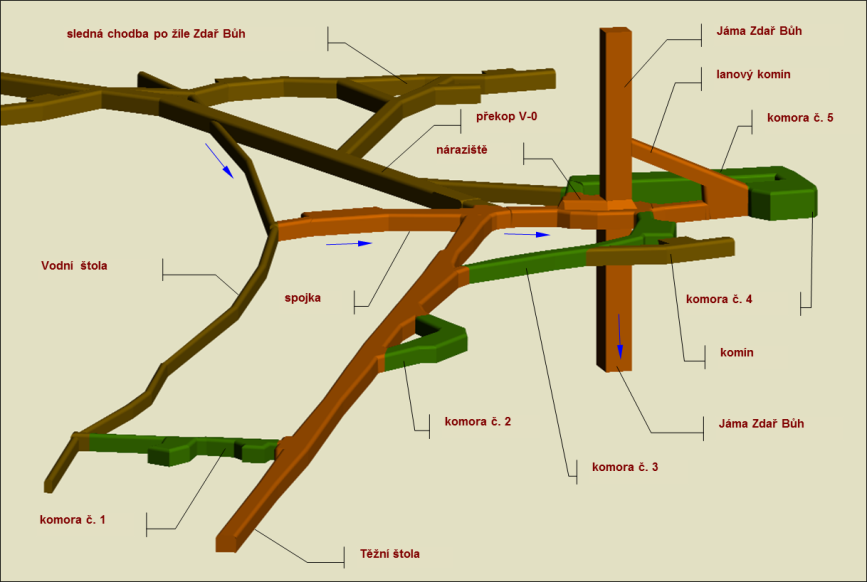 sledná chodba po žíle Zdař Bůh
Jáma Zdař Bůh
lanový komín
komora č. 5
překop V-0
náraziště
Vodní štola
spojka
komora č. 4
komín
komora č. 2
Jáma Zdař Bůh
komora č. 3
komora č. 1
Těžní štola